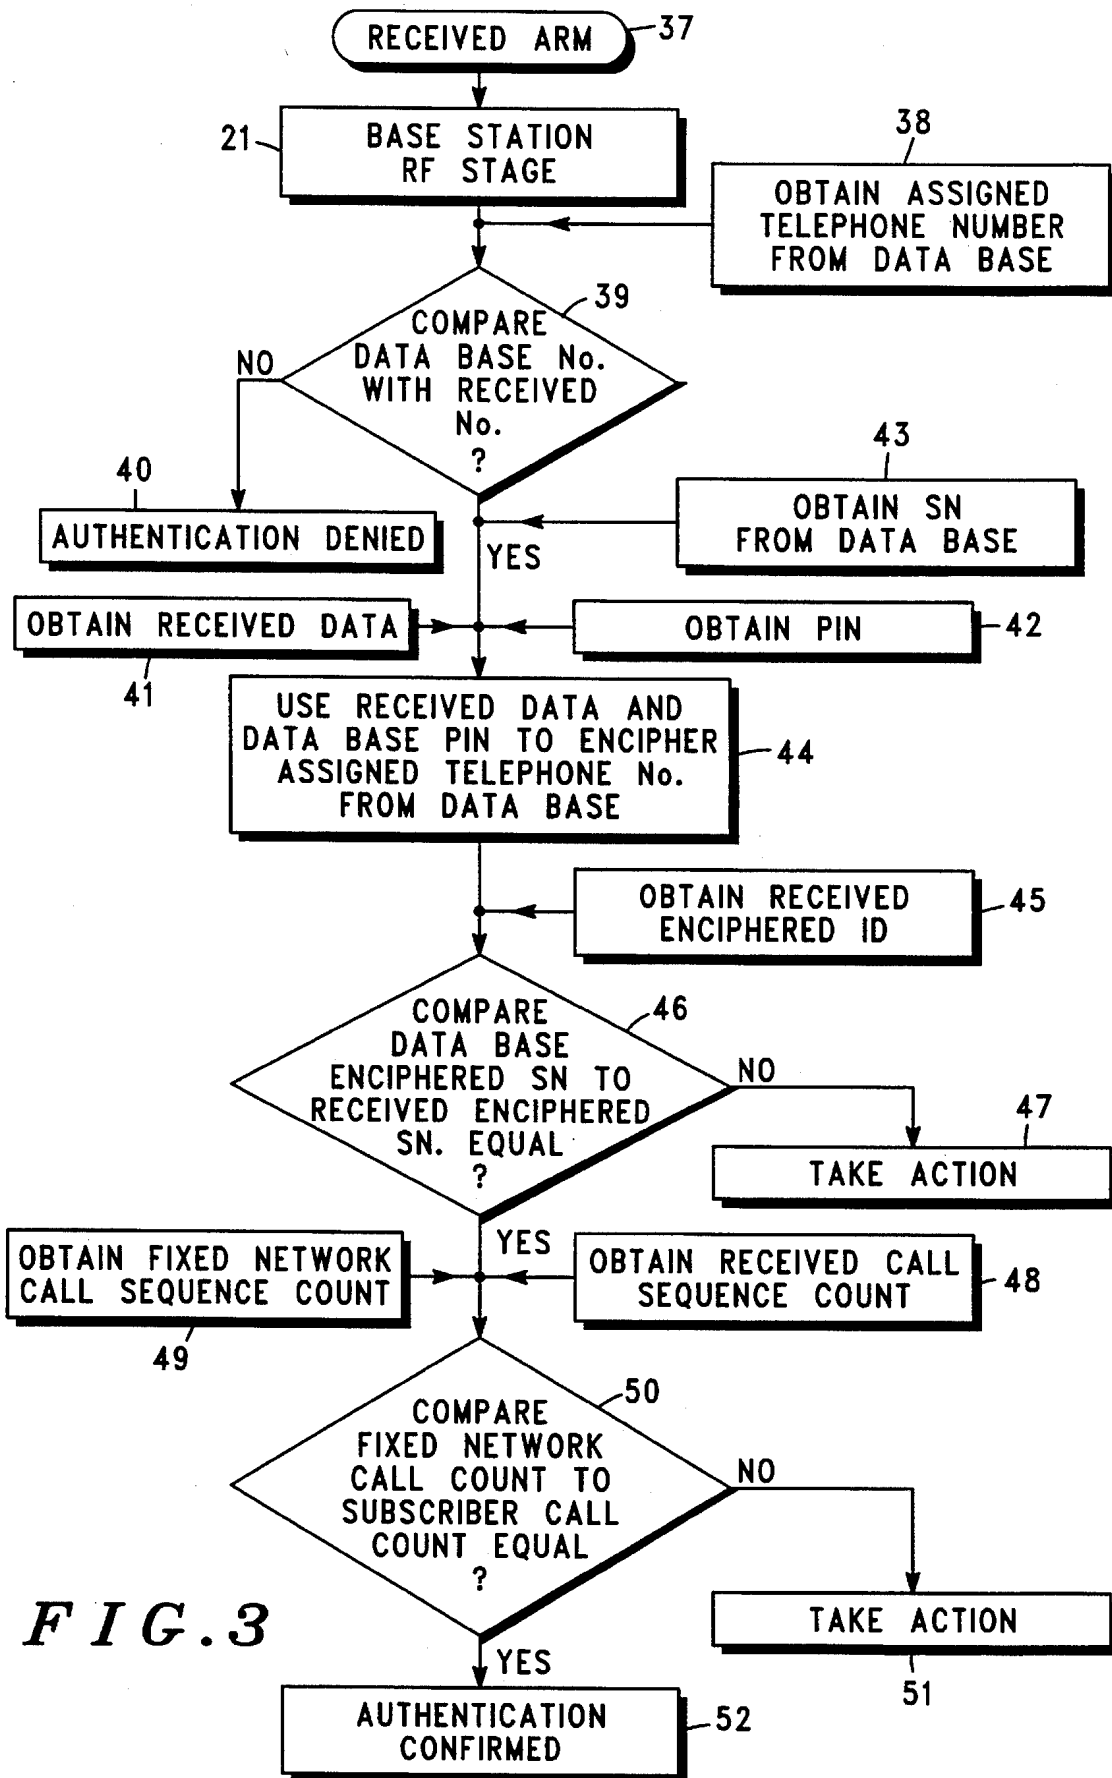 RECEIVED ARM
37
BASE STATION
RF STAGE
21
38
OBTAIN ASSIGNED
TELEPHONE NUMBER
FROM DATA BASE
39
COMPARE
DATA BASE No.
WITH RECEIVED
No.
?
NO
40
AUTHENTICATION DENIED
43
OBTAIN SN
FROM DATA BASE
YES
OBTAIN RECEIVED DATA
41
OBTAIN PIN
42
USE RECEIVED DATA AND
DATA BASE PIN TO ENCIPHER
ASSIGNED TELEPHONE No.
FROM DATA BASE
44
OBTAIN RECEIVED
ENCIPHERED ID
45
COMPARE
DATA BASE
ENCIPHERED SN TO
RECEIVED ENCIPHERED
SN. EQUAL
?
46
NO
47
TAKE ACTION
YES
OBTAIN FIXED NETWORK
CALL SEQUENCE COUNT
49
OBTAIN RECEIVED CALL
SEQUENCE COUNT
48
50
COMPARE
FIXED NETWORK
CALL COUNT TO
SUBSCRIBER CALL
COUNT EQUAL
?
NO
TAKE ACTION
51
YES
AUTHENTICATION
CONFIRMED
52
FIG.3